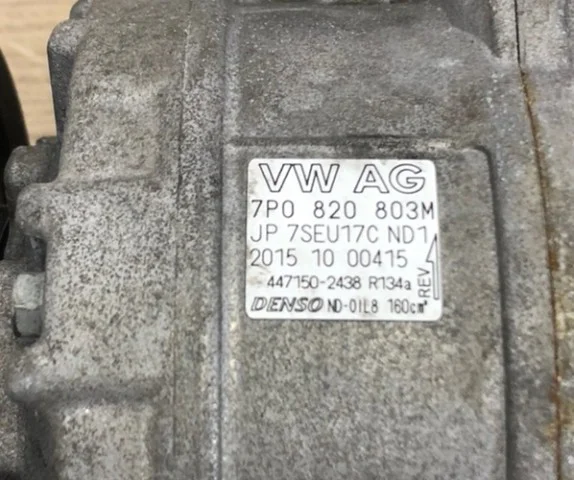 VW AG
7P0 820 803M
JP 7SEU17C ND1
2015 10 00415
447150-2438 R134a
DENSO ND-OIL8 160cm³
REV